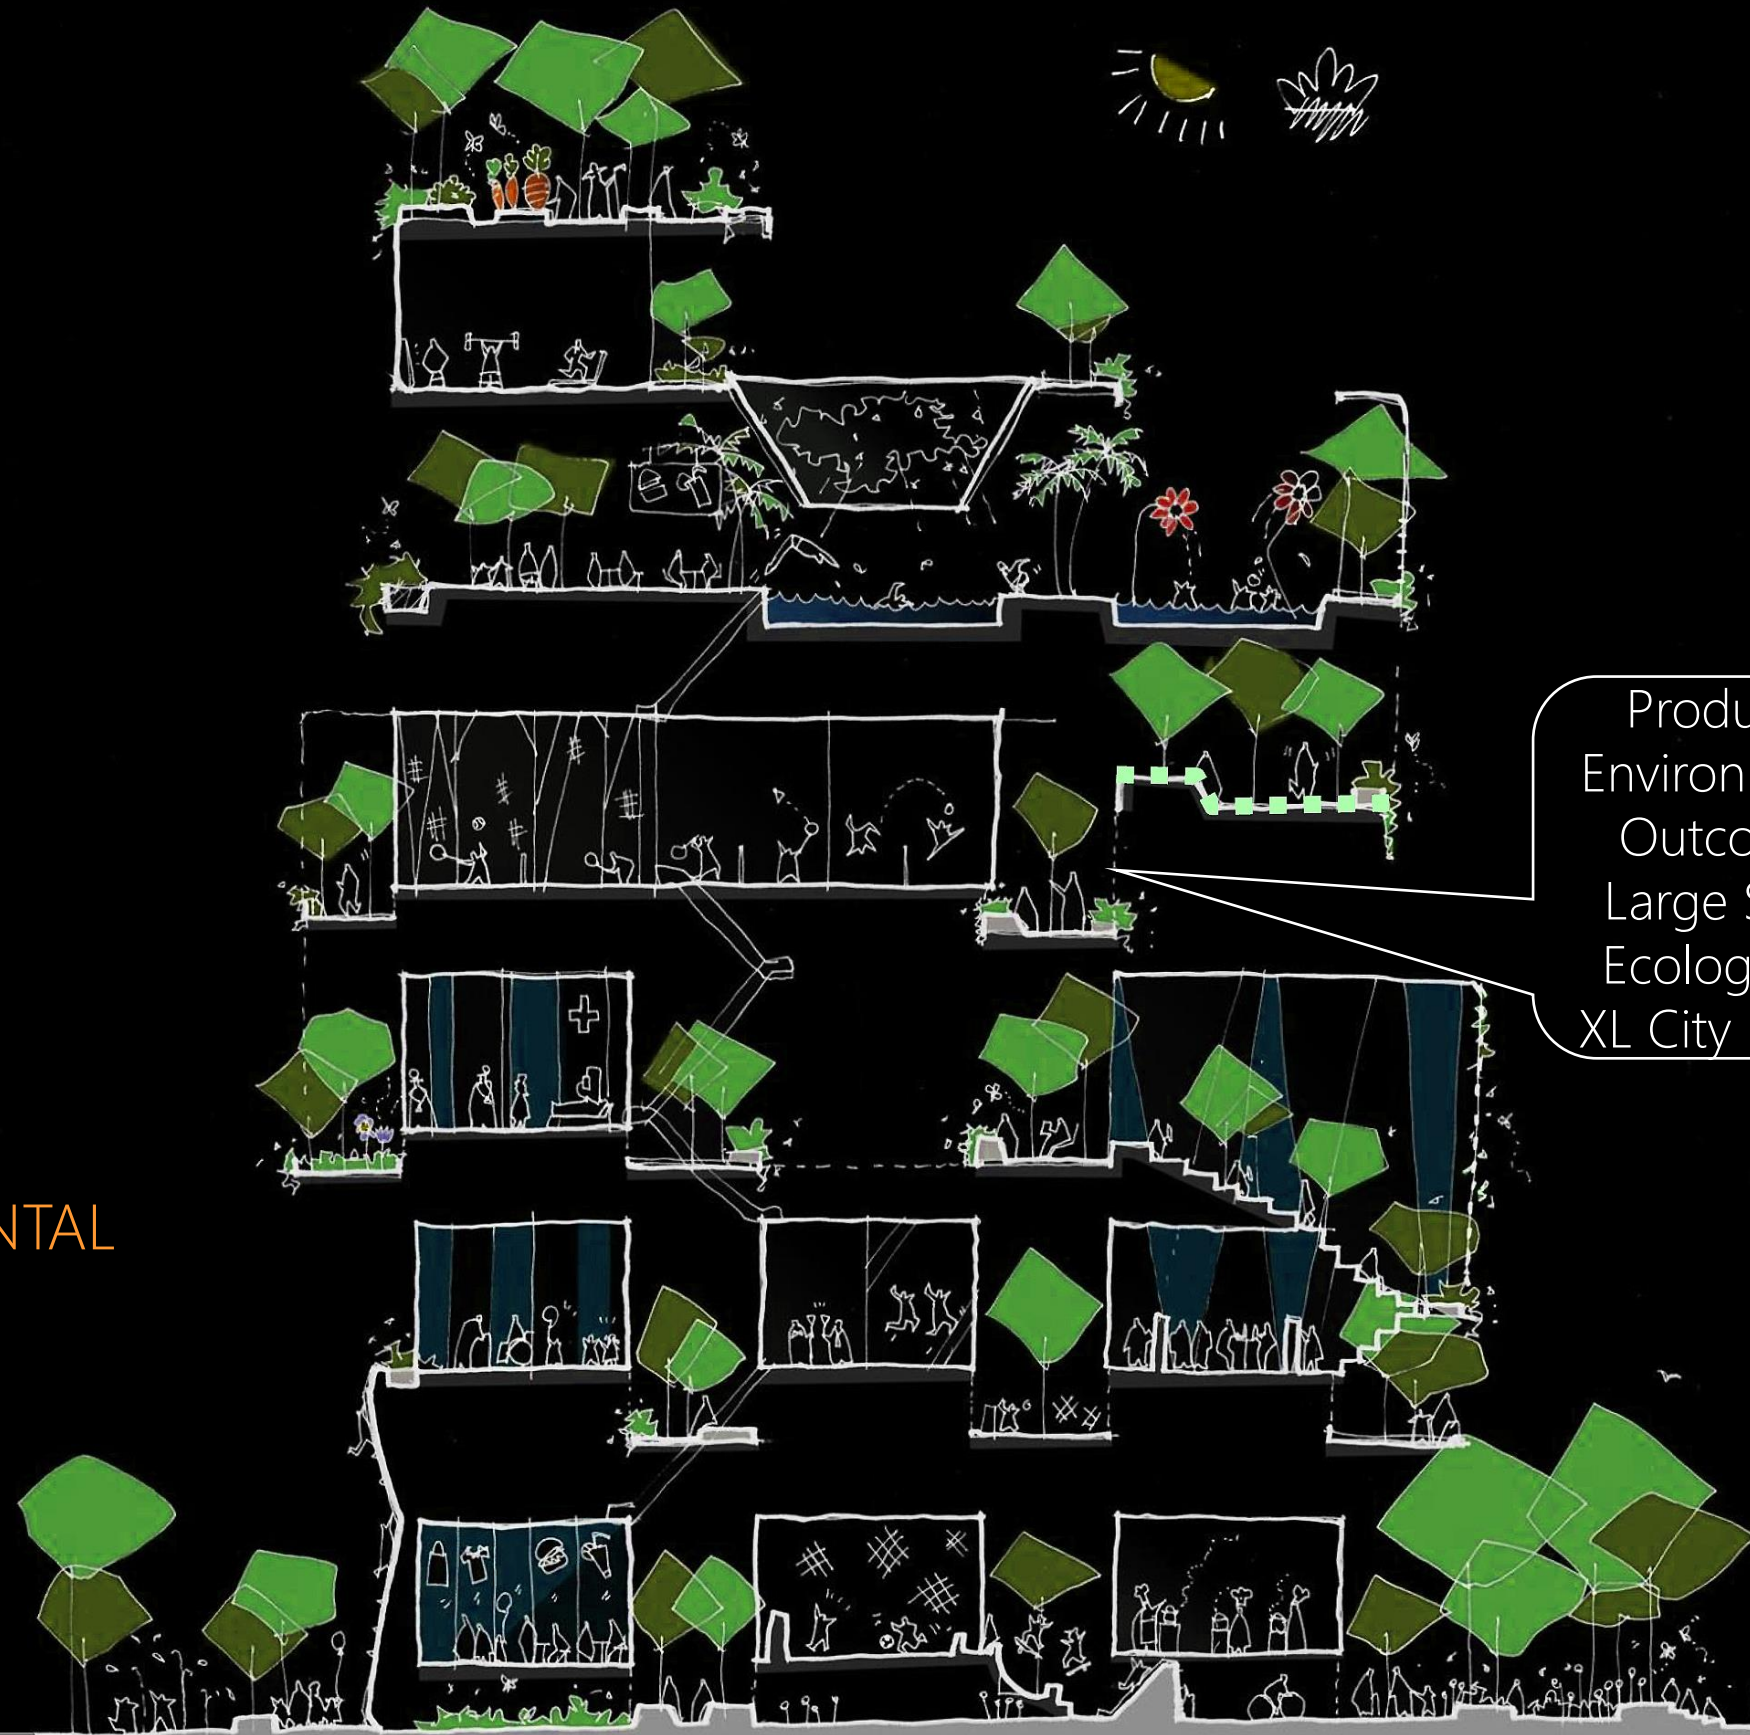 Produ
Environ
Outco
Large S
Ecolog
XL City
NTAL